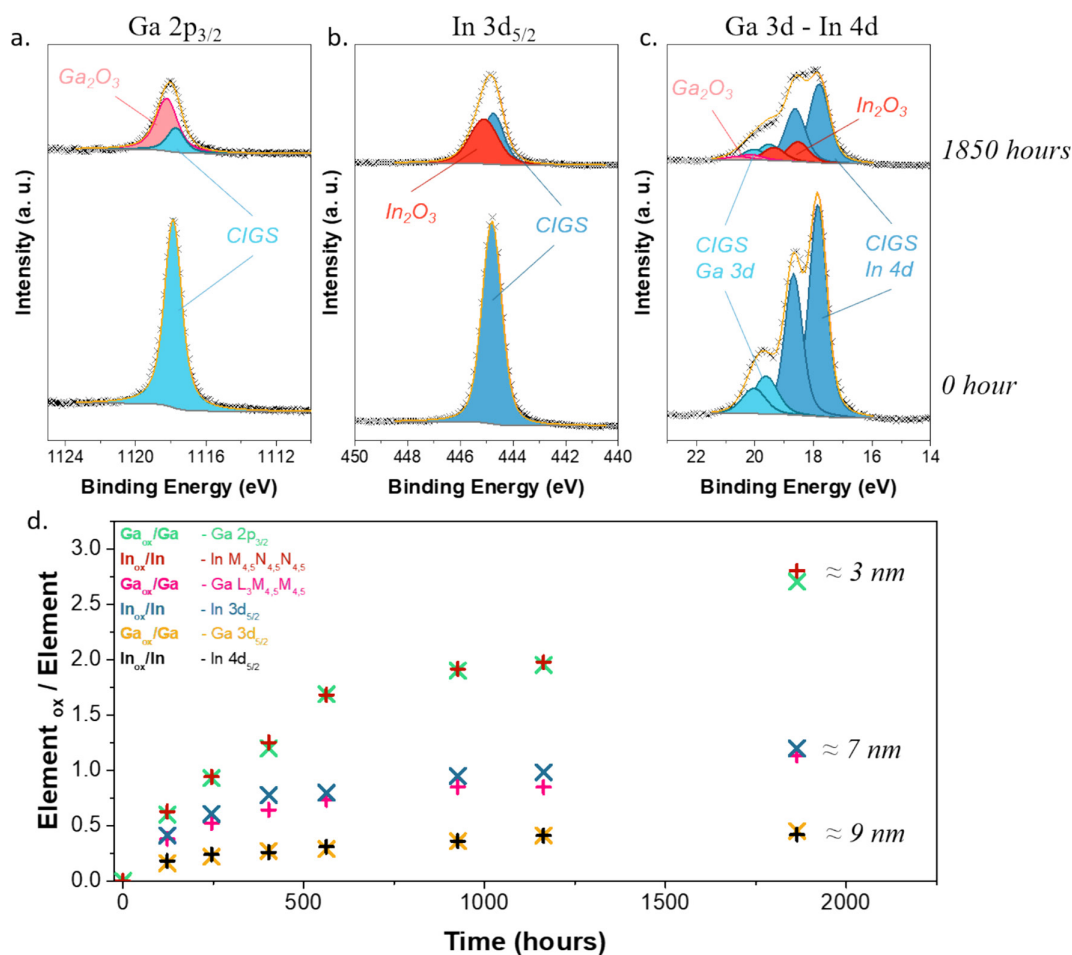 a. Ga 2p3/2
b. In 3d5/2
c. Ga 3d - In 4d
Ga2O3
CIGS
In2O3
CIGS
Ga2O3
In2O3
CIGS
Ga 3d
CIGS
In 4d
1850 hours
0 hour
Intensity (a. u.)
Intensity (a. u.)
Intensity (a. u.)
1124 1120 1116 1112
450 448 446 444 442 440
22 20 18 16 14
Binding Energy (eV)
Binding Energy (eV)
Binding Energy (eV)
d.
Gaox/Ga - Ga 2p3/2
Inox/In - In M4,5N4,5N4,5
Gaox/Ga - Ga L3M4,5M4,5
Inox/In - In 3d5/2
Gaox/Ga - Ga 3d5/2
Inox/In - In 4d5/2
≈ 3 nm
≈ 7 nm
≈ 9 nm
3.0
2.5
2.0
1.5
1.0
0.5
0.0
Element ox / Element
0 500 1000 1500 2000
Time (hours)